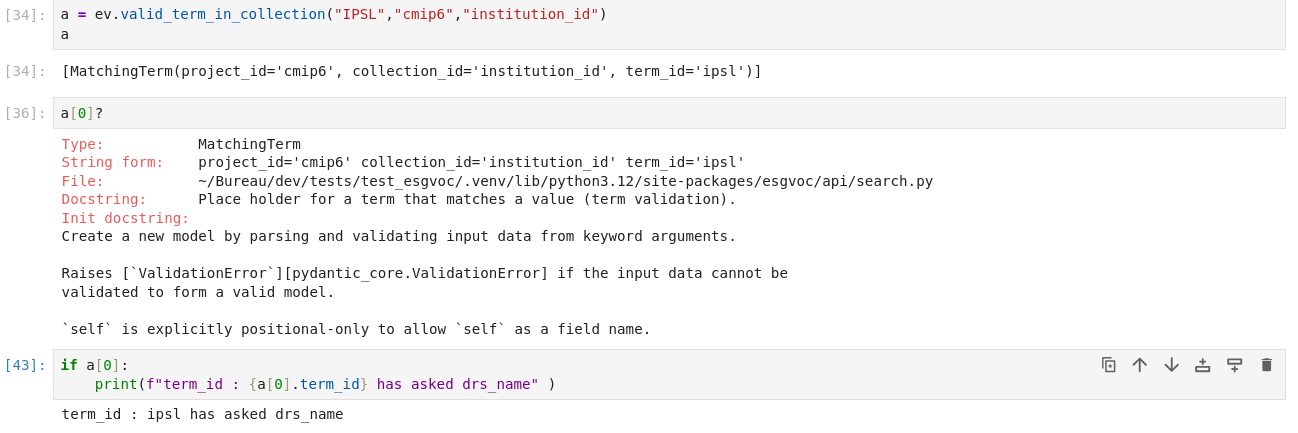 [34]: a = ev.valid_term_in_collection("IPSL","cmip6","institution_id")
a
[34]: [MatchingTerm(project_id='cmip6', collection_id='institution_id', term_id='ipsl')]
[36]: a[0]?
Type:           MatchingTerm
String form:    project_id='cmip6' collection_id='institution_id' term_id='ipsl'
File:           ~/Bureau/dev/tests/test_esgvoc/.venv/lib/python3.12/site-packages/esgvoc/api/search.py
Docstring:      Place holder for a term that matches a value (term validation).
Init docstring:
Create a new model by parsing and validating input data from keyword arguments.
Raises [`ValidationError`][pydantic_core.ValidationError] if the input data cannot be
validated to form a valid model.
`self` is explicitly positional-only to allow `self` as a field name.
[43]: if a[0]:
    print(f"term_id : {a[0].term_id} has asked drs_name" )
term_id : ipsl has asked drs_name